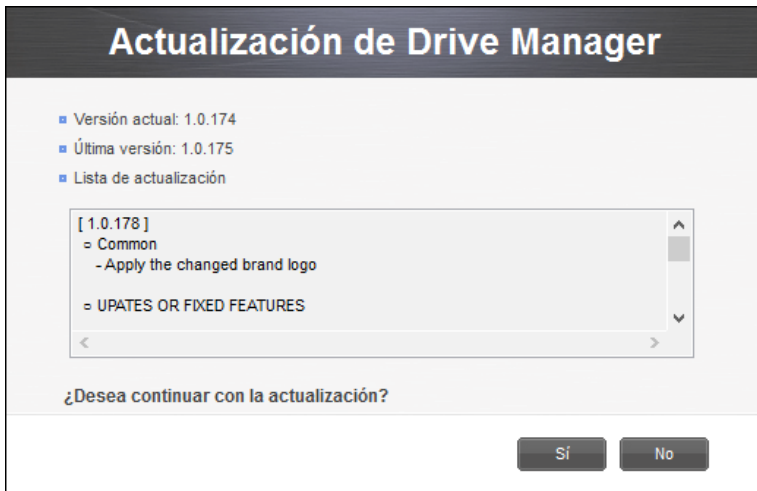 Actualización de Drive Manager
Versión actual: 1.0.174
Última versión: 1.0.175
Lista de actualización
[ 1.0.178 ]
¤ Common
- Apply the changed brand logo
¤ UPATES OR FIXED FEATURES
¿Desea continuar con la actualización?
Sí
No